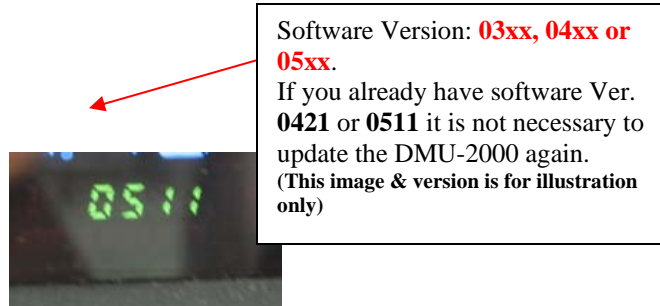 Software Version: 03xx, 04xx or
05xx.
If you already have software Ver.
0421 or 0511 it is not necessary to
update the DMU-2000 again.
(This image & version is for illustration
only)
0511